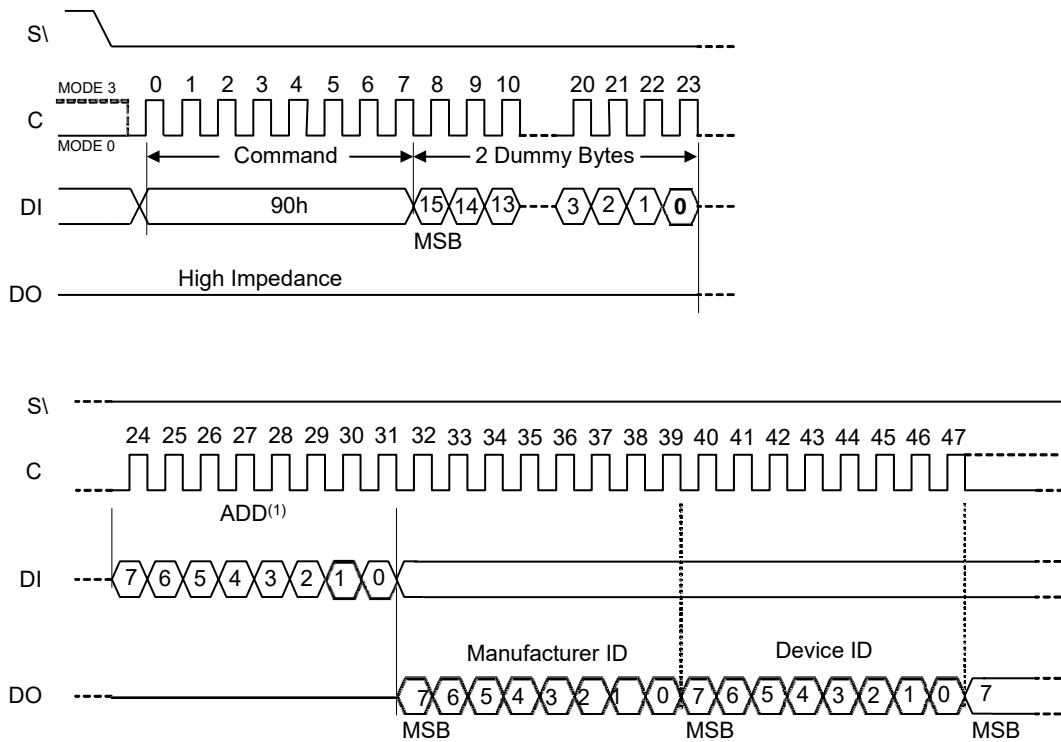 S\
MODE 3
0 1 2 3 4 5 6 7 8 9 10 20 21 22 23
C
MODE 0
Command 2 Dummy Bytes
DI 90h 15 14 13 3 2 1 0
MSB
High Impedance
DO
S\
24 25 26 27 28 29 30 31 32 33 34 35 36 37 38 39 40 41 42 43 44 45 46 47
C
ADD(1)
DI 7 6 5 4 3 2 1 0
Manufacturer ID Device ID
DO 7 6 5 4 3 2 1 0 7 6 5 4 3 2 1 0 7
MSB MSB MSB